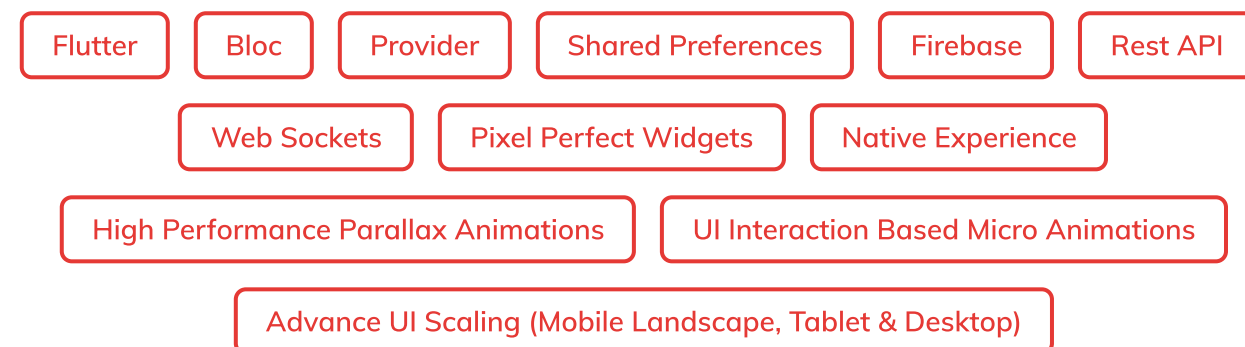 Flutter Bloc Provider Shared Preferences Firebase Rest API
Web Sockets Pixel Perfect Widgets Native Experience
High Performance Parallax Animations UI Interaction Based Micro Animations
Advance UI Scaling (Mobile Landscape, Tablet & Desktop)